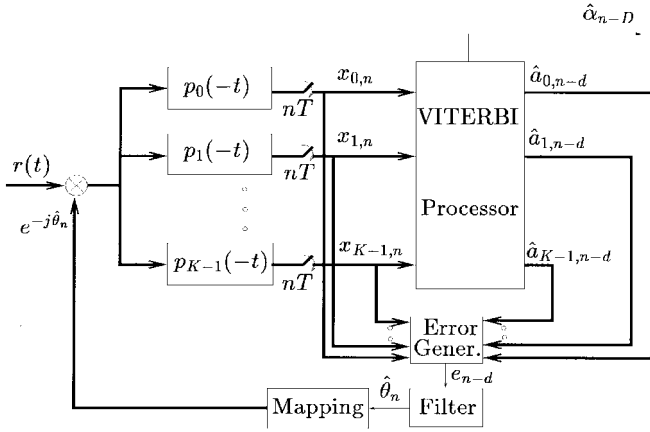 α̂_{n−D}
p_0(−t)
nT
x_{0,n}
â_{0,n−d}
VITERBI
p_1(−t)
nT
x_{1,n}
â_{1,n−d}
r(t)
e^{−jθ̂_n}
Processor
p_{K−1}(−t)
nT
x_{K−1,n}
â_{K−1,n−d}
Error
Gener.
e_{n−d}
Mapping
θ̂_n
Filter